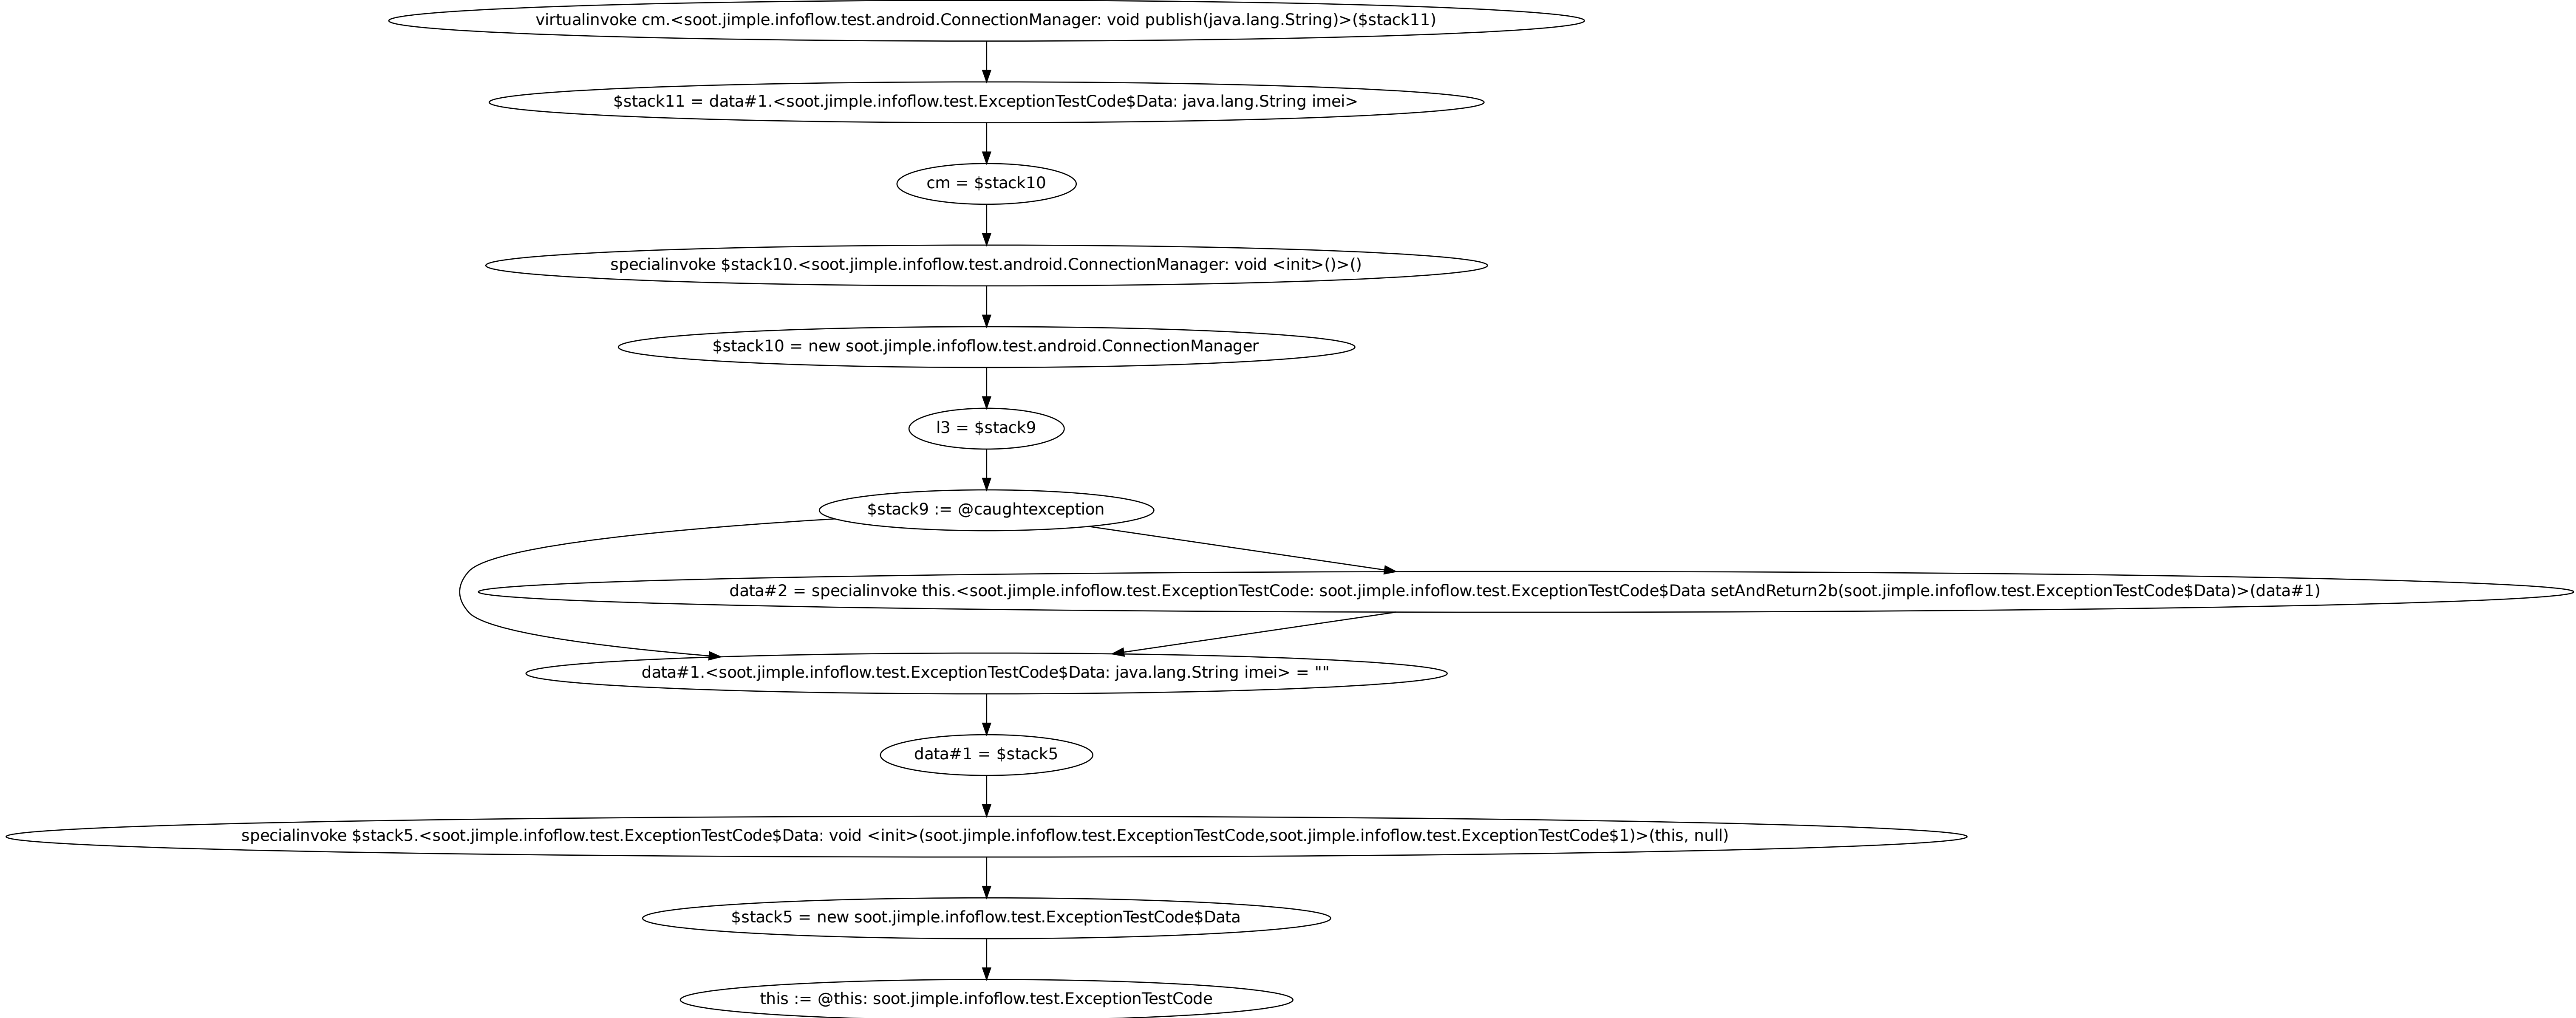 virtualinvoke cm.<soot.jimple.infoflow.test.android.ConnectionManager: void publish(java.lang.String)>($stack11)
$stack11 = data#1.<soot.jimple.infoflow.test.ExceptionTestCode$Data: java.lang.String imei>
cm = $stack10
specialinvoke $stack10.<soot.jimple.infoflow.test.android.ConnectionManager: void <init>()>()
$stack10 = new soot.jimple.infoflow.test.android.ConnectionManager
l3 = $stack9
$stack9 := @caughtexception
data#2 = specialinvoke this.<soot.jimple.infoflow.test.ExceptionTestCode: soot.jimple.infoflow.test.ExceptionTestCode$Data setAndReturn2b(soot.jimple.infoflow.test.ExceptionTestCode$Data)>(data#1)
data#1.<soot.jimple.infoflow.test.ExceptionTestCode$Data: java.lang.String imei> = ""
data#1 = $stack5
specialinvoke $stack5.<soot.jimple.infoflow.test.ExceptionTestCode$Data: void <init>(soot.jimple.infoflow.test.ExceptionTestCode,soot.jimple.infoflow.test.ExceptionTestCode$1)>(this, null)
$stack5 = new soot.jimple.infoflow.test.ExceptionTestCode$Data
this := @this: soot.jimple.infoflow.test.ExceptionTestCode